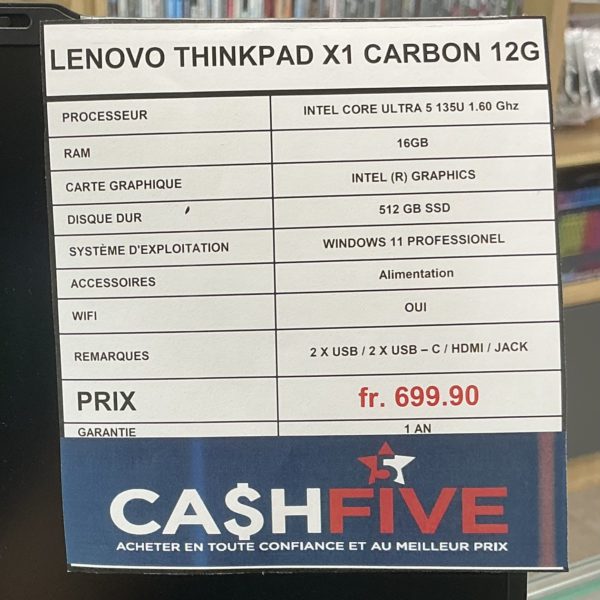 LENOVO THINKPAD X1 CARBON 12G
PROCESSEUR INTEL CORE ULTRA 5 135U 1.60 Ghz
RAM 16GB
CARTE GRAPHIQUE INTEL (R) GRAPHICS
DISQUE DUR 512 GB SSD
SYSTÈME D'EXPLOITATION WINDOWS 11 PROFESSIONEL
ACCESSOIRES Alimentation
WIFI OUI
REMARQUES 2 X USB / 2 X USB – C / HDMI / JACK
PRIX fr. 699.90
GARANTIE 1 AN
5
CA$HFIVE
ACHETER EN TOUTE CONFIANCE ET AU MEILLEUR PRIX